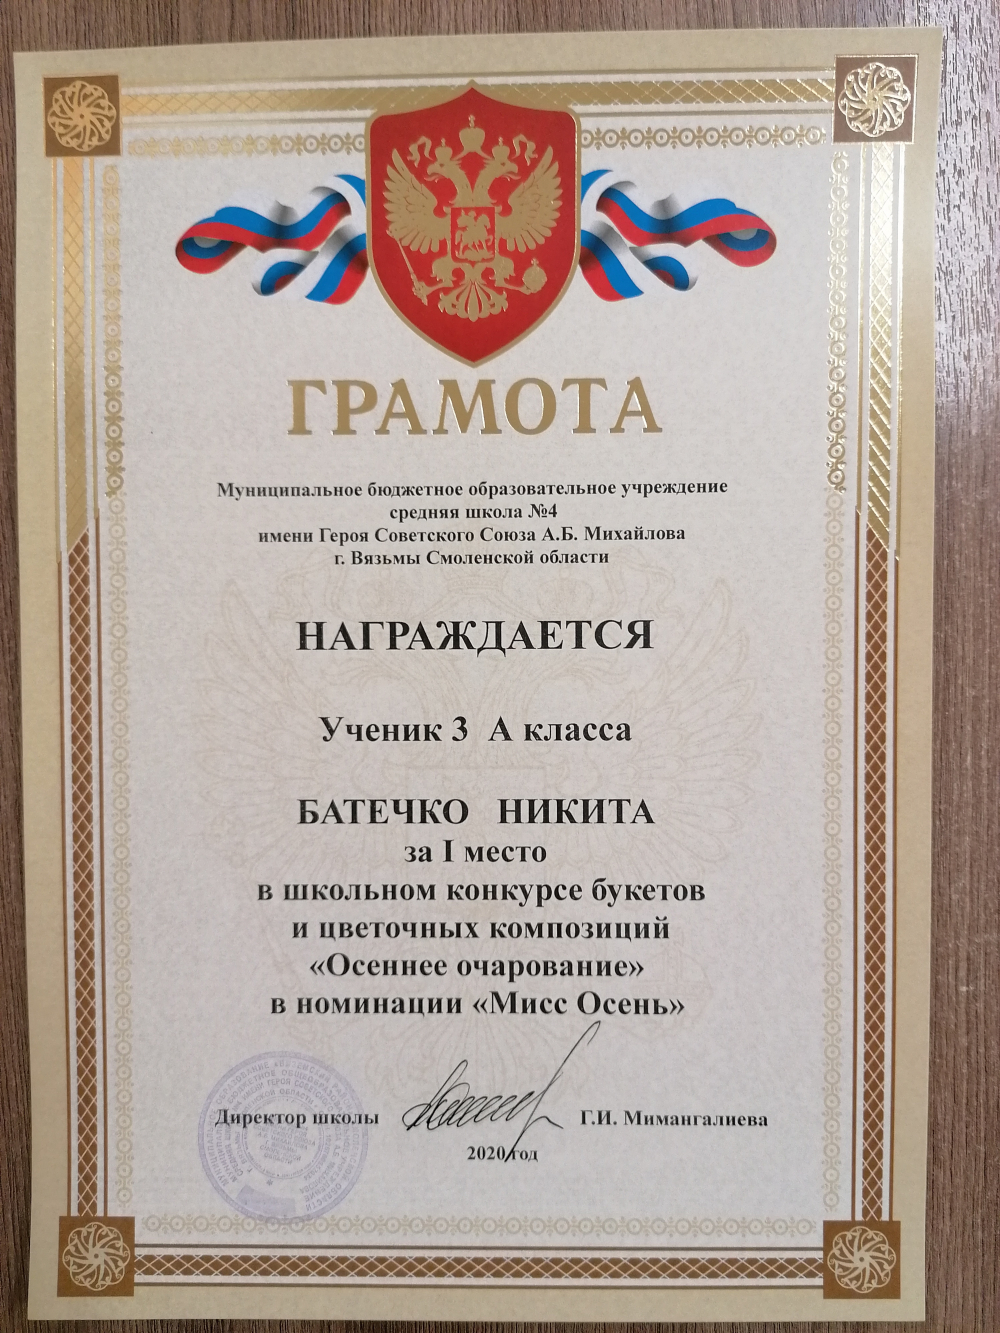 ГРАМОТА
Муниципальное бюджетное образовательное учреждение
средняя школа №4
имени Героя Советского Союза А.Б. Михайлова
г. Вязьмы Смоленской области
НАГРАЖДАЕТСЯ
Ученик 3 А класса
БАТЕЧКО НИКИТА
за I место
в школьном конкурсе букетов
и цветочных композиций
«Осеннее очарование»
в номинации «Мисс Осень»
Директор школы Г.И. Мимангалиева
2020 год